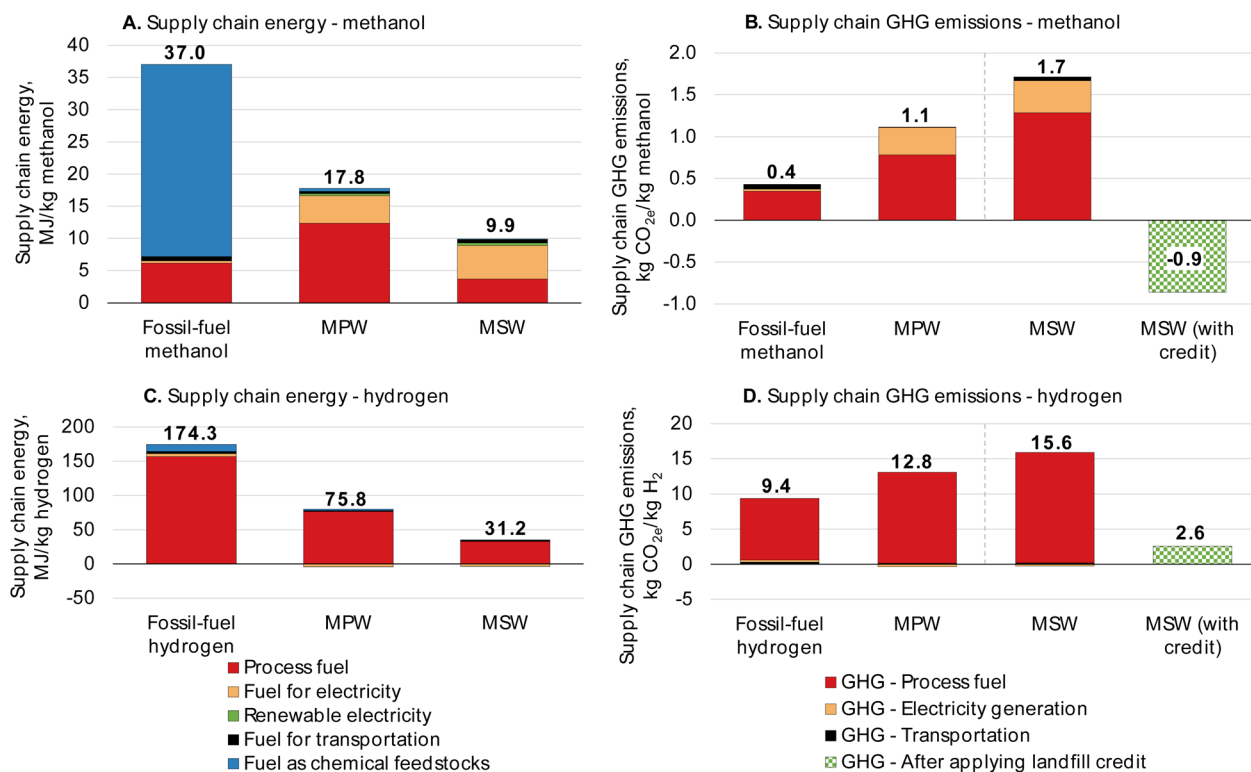 A. Supply chain energy - methanol
Supply chain energy,
MJ/kg methanol
40
35
30
25
20
15
10
5
0
37.0
17.8
9.9
Fossil-fuel
methanol
MPW
MSW
B. Supply chain GHG emissions - methanol
Supply chain GHG emissions,
kg CO2e/kg methanol
2.0
1.5
1.0
0.5
0.0
-0.5
-1.0
0.4
1.1
1.7
-0.9
Fossil-fuel
methanol
MPW
MSW
MSW (with
credit)
C. Supply chain energy - hydrogen
Supply chain energy,
MJ/kg hydrogen
200
150
100
50
0
-50
174.3
75.8
31.2
Fossil-fuel
hydrogen
MPW
MSW
Process fuel
Fuel for electricity
Renewable electricity
Fuel for transportation
Fuel as chemical feedstocks
D. Supply chain GHG emissions - hydrogen
Supply chain GHG emissions,
kg CO2e/kg H2
20
15
10
5
0
-5
9.4
12.8
15.6
2.6
Fossil-fuel
hydrogen
MPW
MSW
MSW (with
credit)
GHG - Process fuel
GHG - Electricity generation
GHG - Transportation
GHG - After applying landfill credit